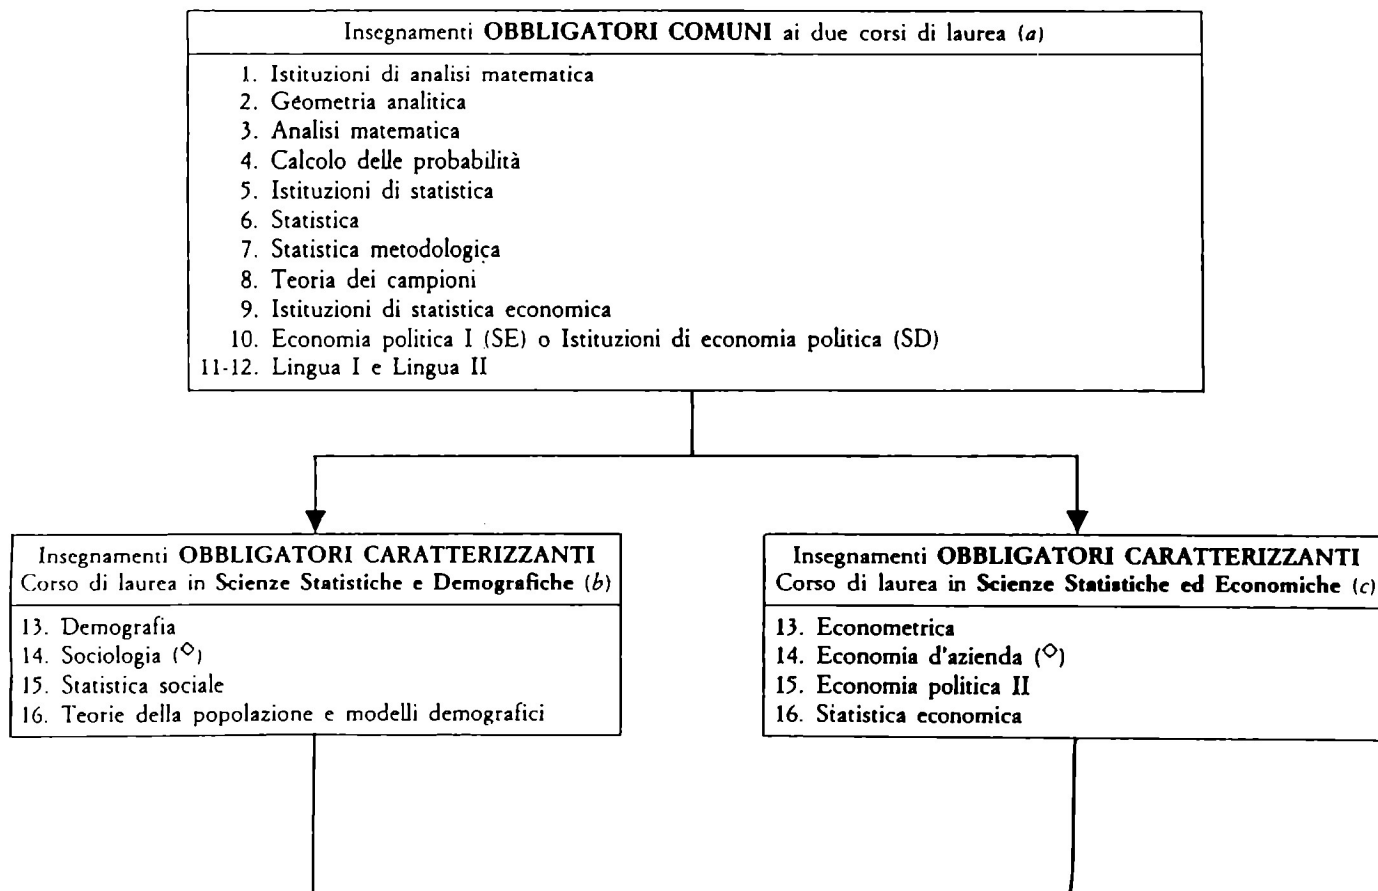 Insegnamenti OBBLIGATORI COMUNI ai due corsi di laurea (a)
1. Istituzioni di analisi matematica
2. Geometria analitica
3. Analisi matematica
4. Calcolo delle probabilità
5. Istituzioni di statistica
6. Statistica
7. Statistica metodologica
8. Teoria dei campioni
9. Istituzioni di statistica economica
10. Economia politica I (SE) o Istituzioni di economia politica (SD)
11-12. Lingua I e Lingua II
Insegnamenti OBBLIGATORI CARATTERIZZANTI
Corso di laurea in Scienze Statistiche e Demografiche (b)
13. Demografia
14. Sociologia (◇)
15. Statistica sociale
16. Teorie della popolazione e modelli demografici
Insegnamenti OBBLIGATORI CARATTERIZZANTI
Corso di laurea in Scienze Statistiche ed Economiche (c)
13. Econometrica
14. Economia d'azienda (◇)
15. Economia politica II
16. Statistica economica